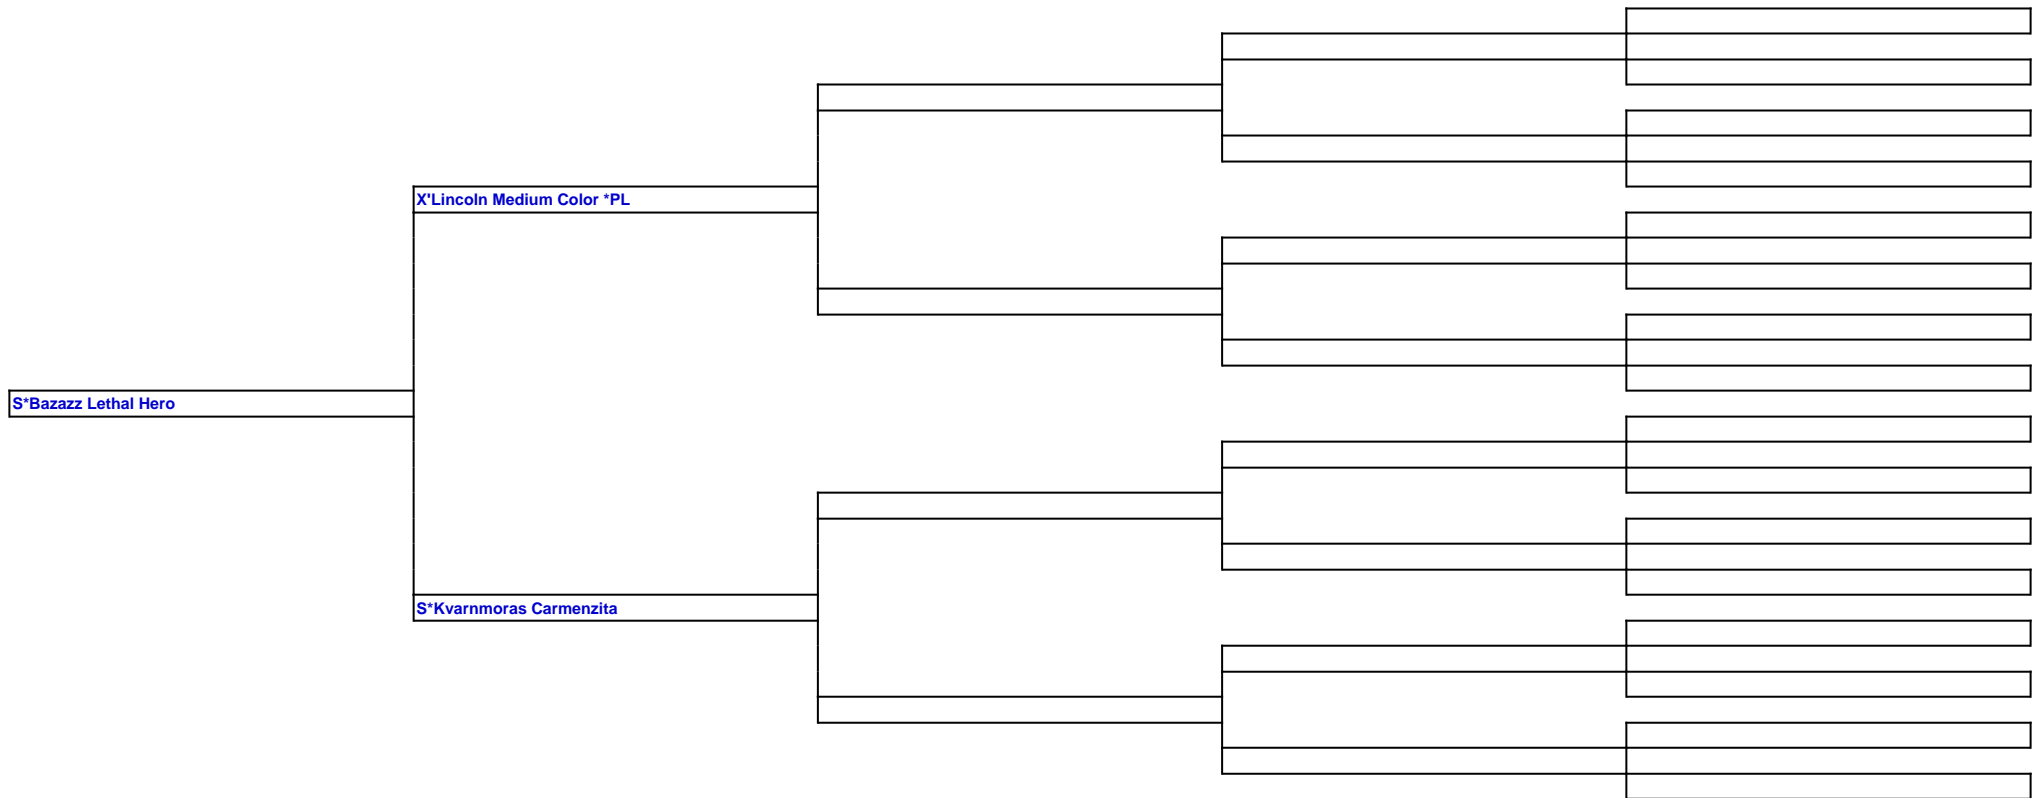 X'Lincoln Medium Color *PL
S*Bazazz Lethal Hero
S*Kvarnmoras Carmenzita